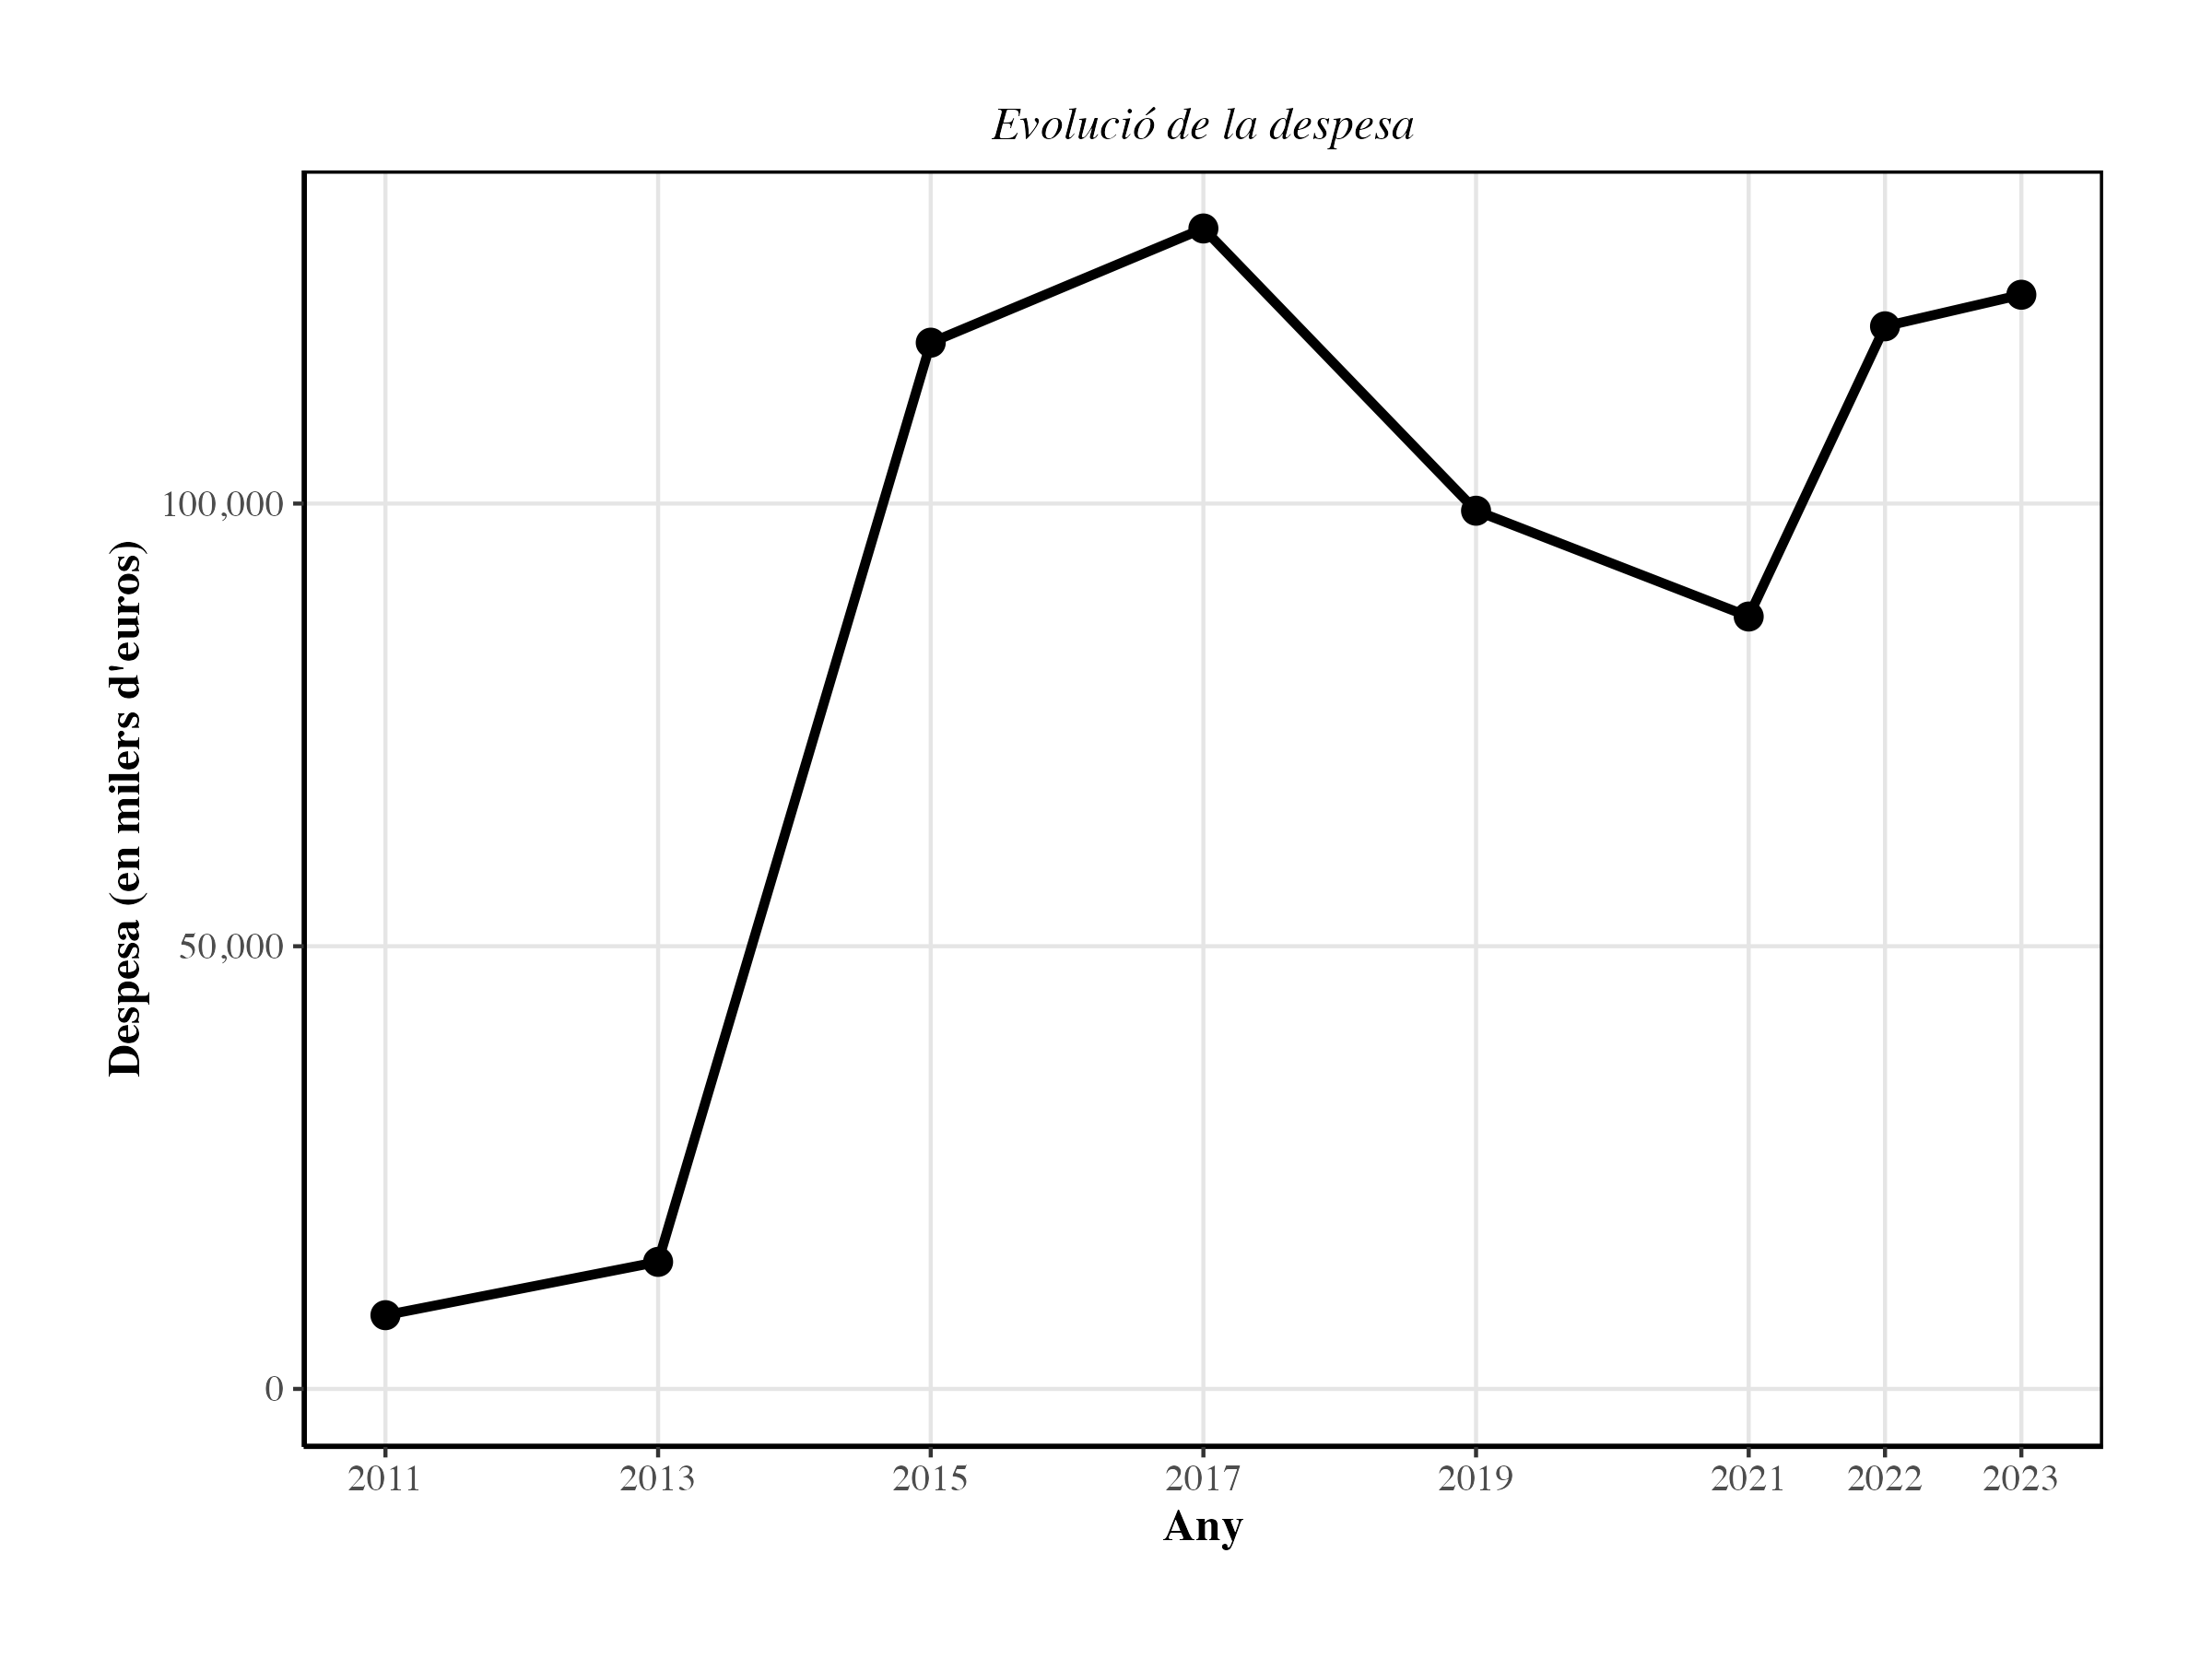 Evolució de la despesa
Despesa (en milers d'euros)
100,000
50,000
0
2011 2013 2015 2017 2019 2021 2022 2023
Any